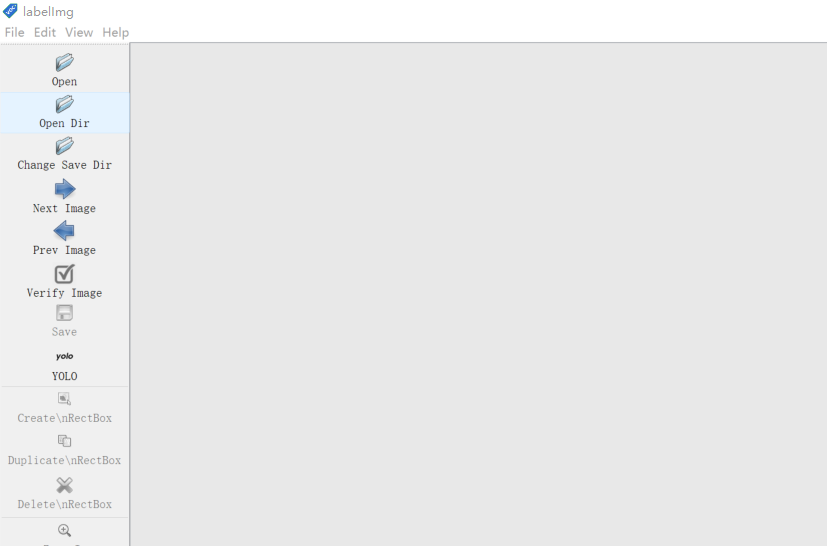 labelImg
File Edit View Help
Open
Open Dir
Change Save Dir
Next Image
Prev Image
Verify Image
Save
yolo
YOLO
Create\nRectBox
Duplicate\nRectBox
Delete\nRectBox